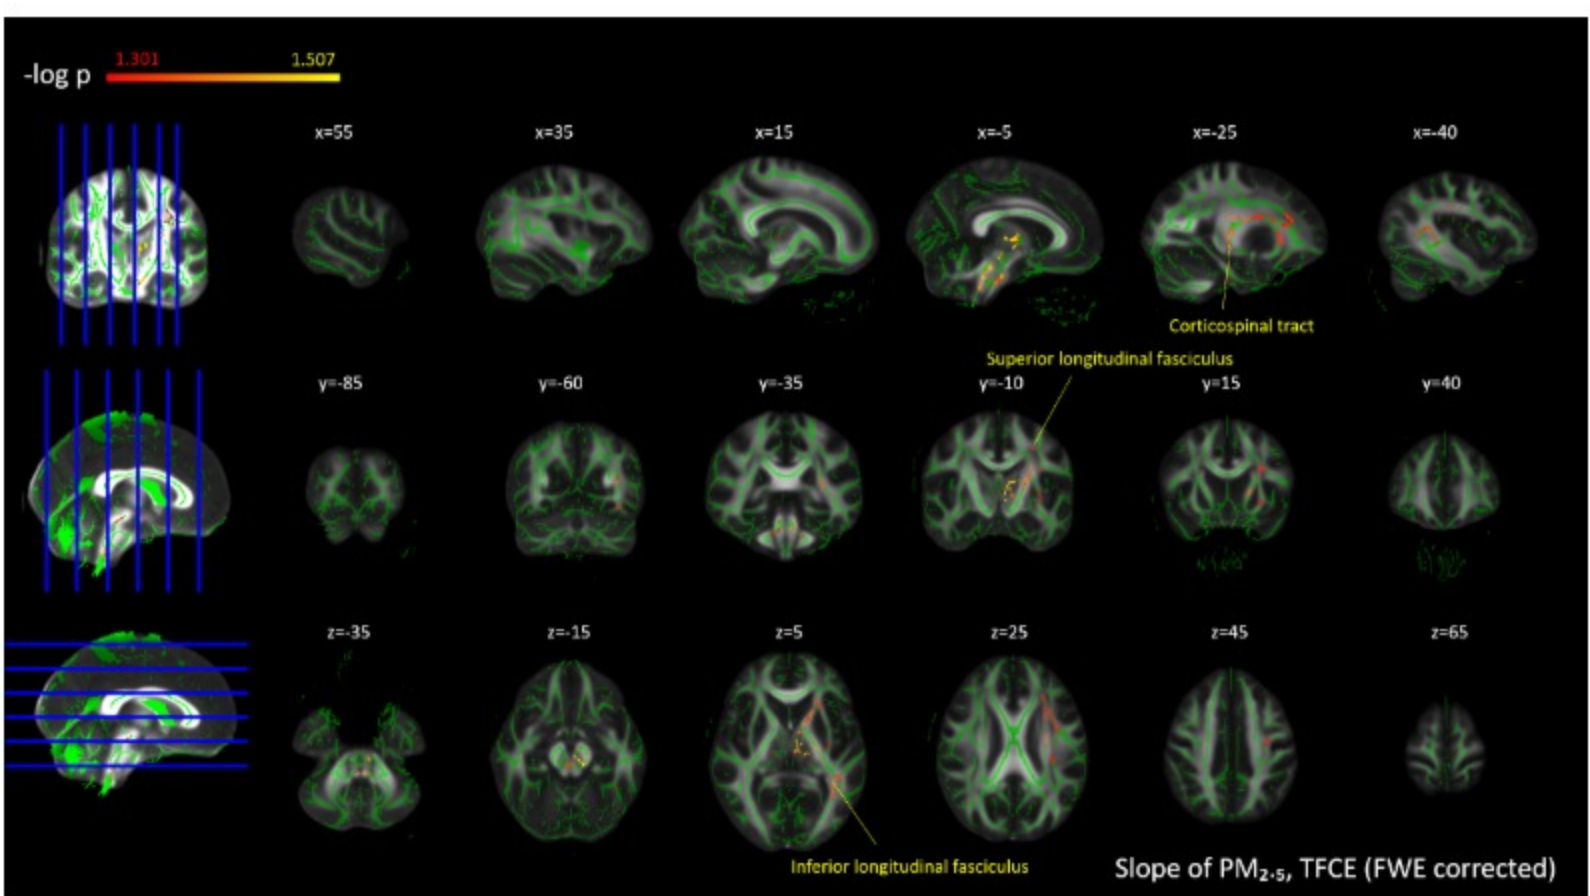 1.301 1.507
-log p
x=55 x=35 x=15 x=-5 x=-25 x=-40
Corticospinal tract
Superior longitudinal fasciculus
y=-85 y=-60 y=-35 y=-10 y=15 y=40
z=-35 z=-15 z=5 z=25 z=45 z=65
Inferior longitudinal fasciculus
Slope of PM₂.₅, TFCE (FWE corrected)